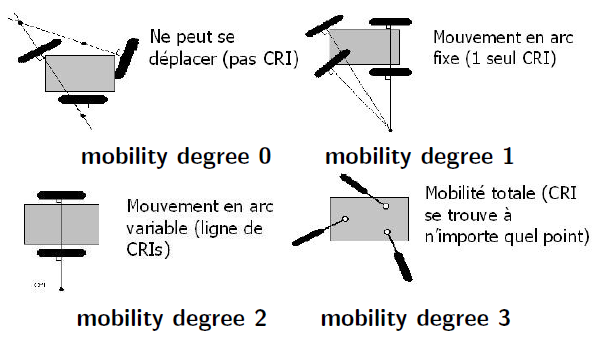 Ne peut se
déplacer (pas CRI)
mobility degree 0
Mouvement en arc
fixe (1 seul CRI)
mobility degree 1
Mouvement en arc
variable (ligne de
CRIs)
mobility degree 2
Mobilité totale (CRI
se trouve à
n'importe quel point)
mobility degree 3